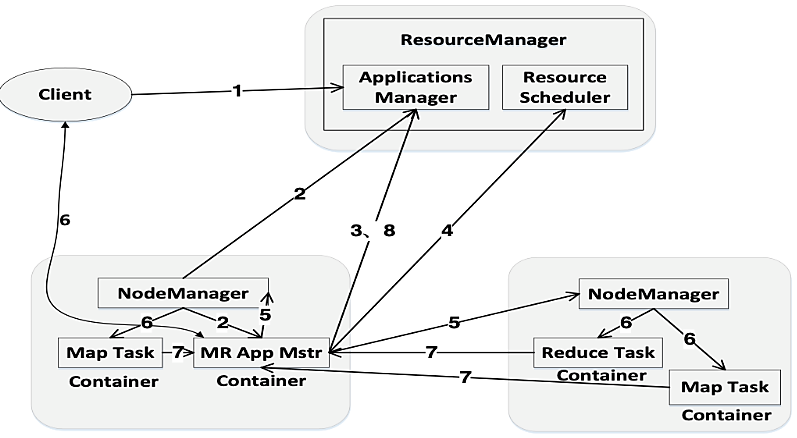 ResourceManager
Applications
Manager
Resource
Scheduler
Client
1
2
6
3、 8
4
NodeManager
5
6
2
Map Task
7
MR App Mstr
Container
Container
5
7
7
NodeManager
6
6
Reduce Task
Container
Map Task
Container